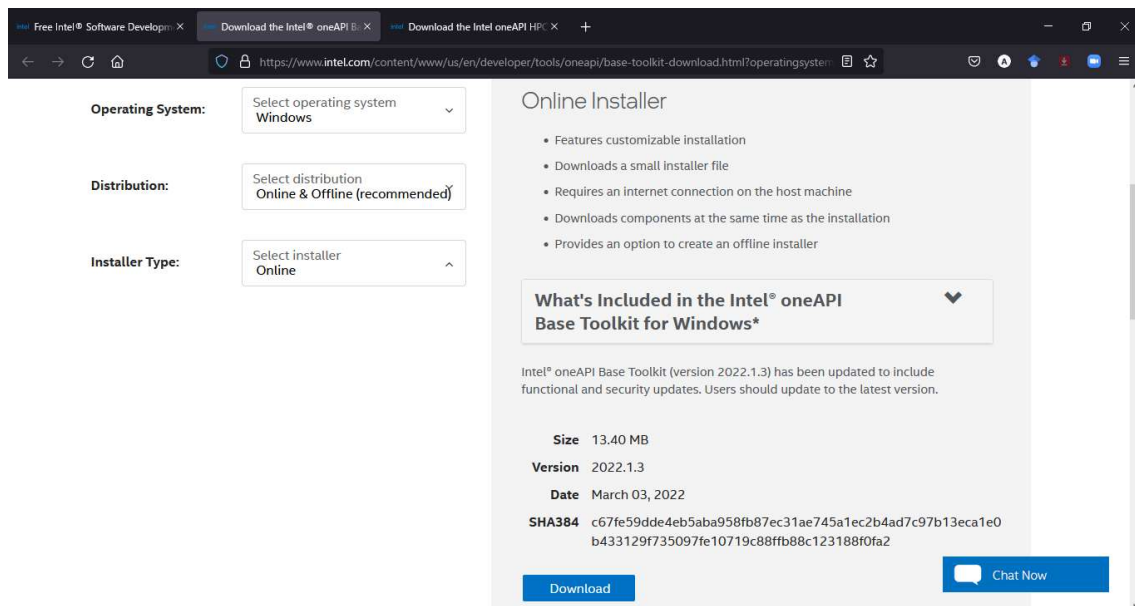 Free Intel® Software Developm
Download the Intel® oneAPI Ba
Download the Intel oneAPI HPC
https://www.intel.com/content/www/us/en/developer/tools/oneapi/base-toolkit-download.html?operatingsystem
Operating System:
Select operating system
Windows
Distribution:
Select distribution
Online & Offline (recommended)
Installer Type:
Select installer
Online
Online Installer
• Features customizable installation
• Downloads a small installer file
• Requires an internet connection on the host machine
• Downloads components at the same time as the installation
• Provides an option to create an offline installer
What's Included in the Intel® oneAPI
Base Toolkit for Windows*
Intel® oneAPI Base Toolkit (version 2022.1.3) has been updated to include
functional and security updates. Users should update to the latest version.
Size 13.40 MB
Version 2022.1.3
Date March 03, 2022
SHA384 c67fe59dde4eb5aba958fb87ec31ae745a1ec2b4ad7c97b13eca1e0
b433129f735097fe10719c88ffb88c123188f0fa2
Download
Chat Now